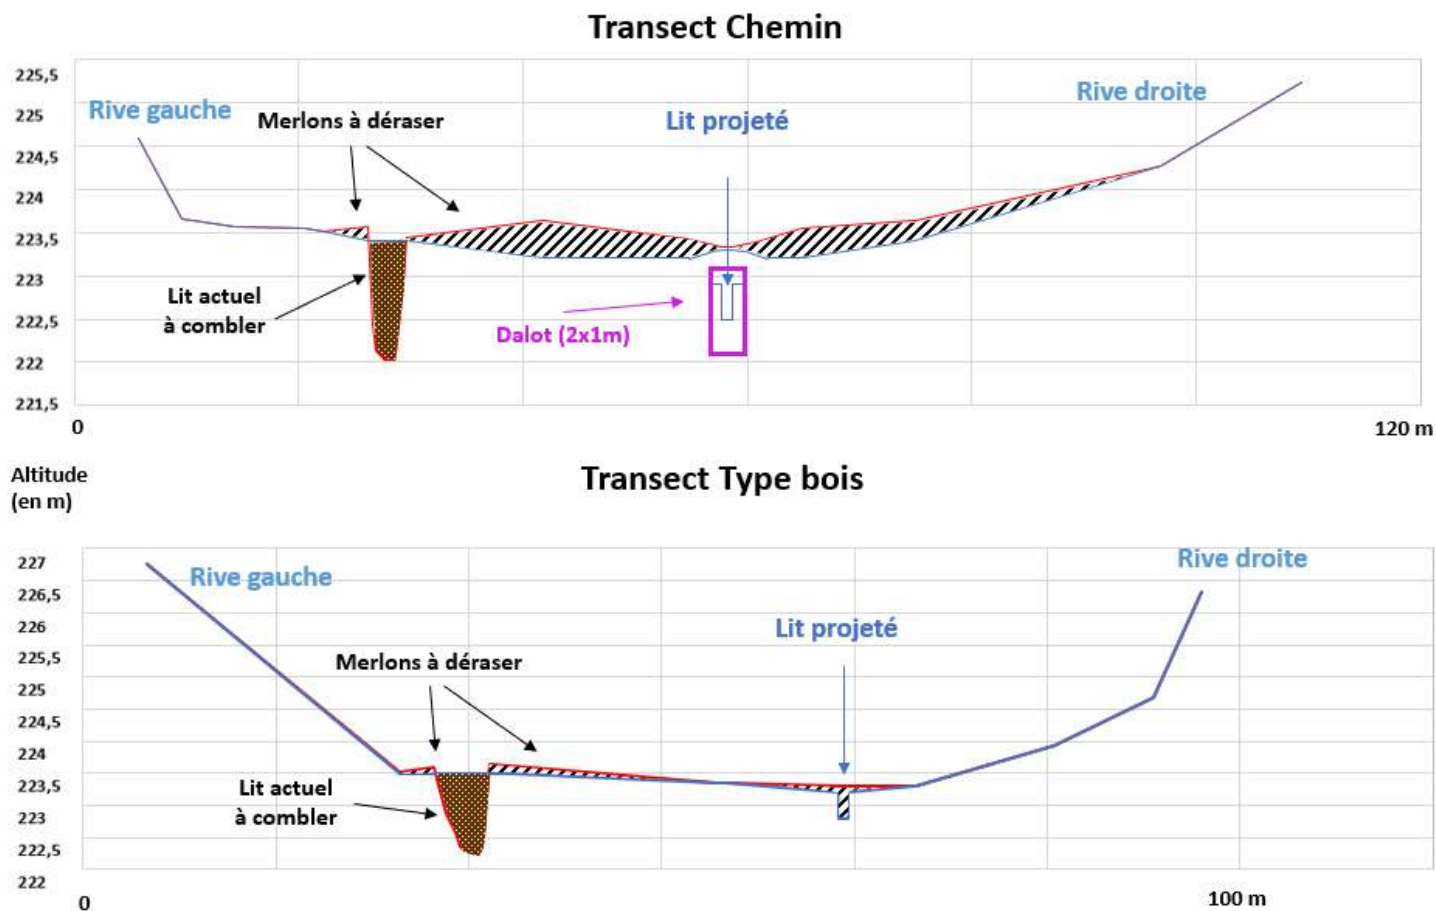 Transect Chemin
225,5
225
224,5
224
223,5
223
222,5
222
221,5
Rive gauche
Merlons à déraser
Lit projeté
Rive droite
Lit actuel
à combler
Dalot (2x1m)
0
120 m
Altitude
(en m)
Transect Type bois
227
226,5
226
225,5
225
224,5
224
223,5
223
222,5
222
Rive gauche
Rive droite
Lit projeté
Merlons à déraser
Lit actuel
à combler
0
100 m